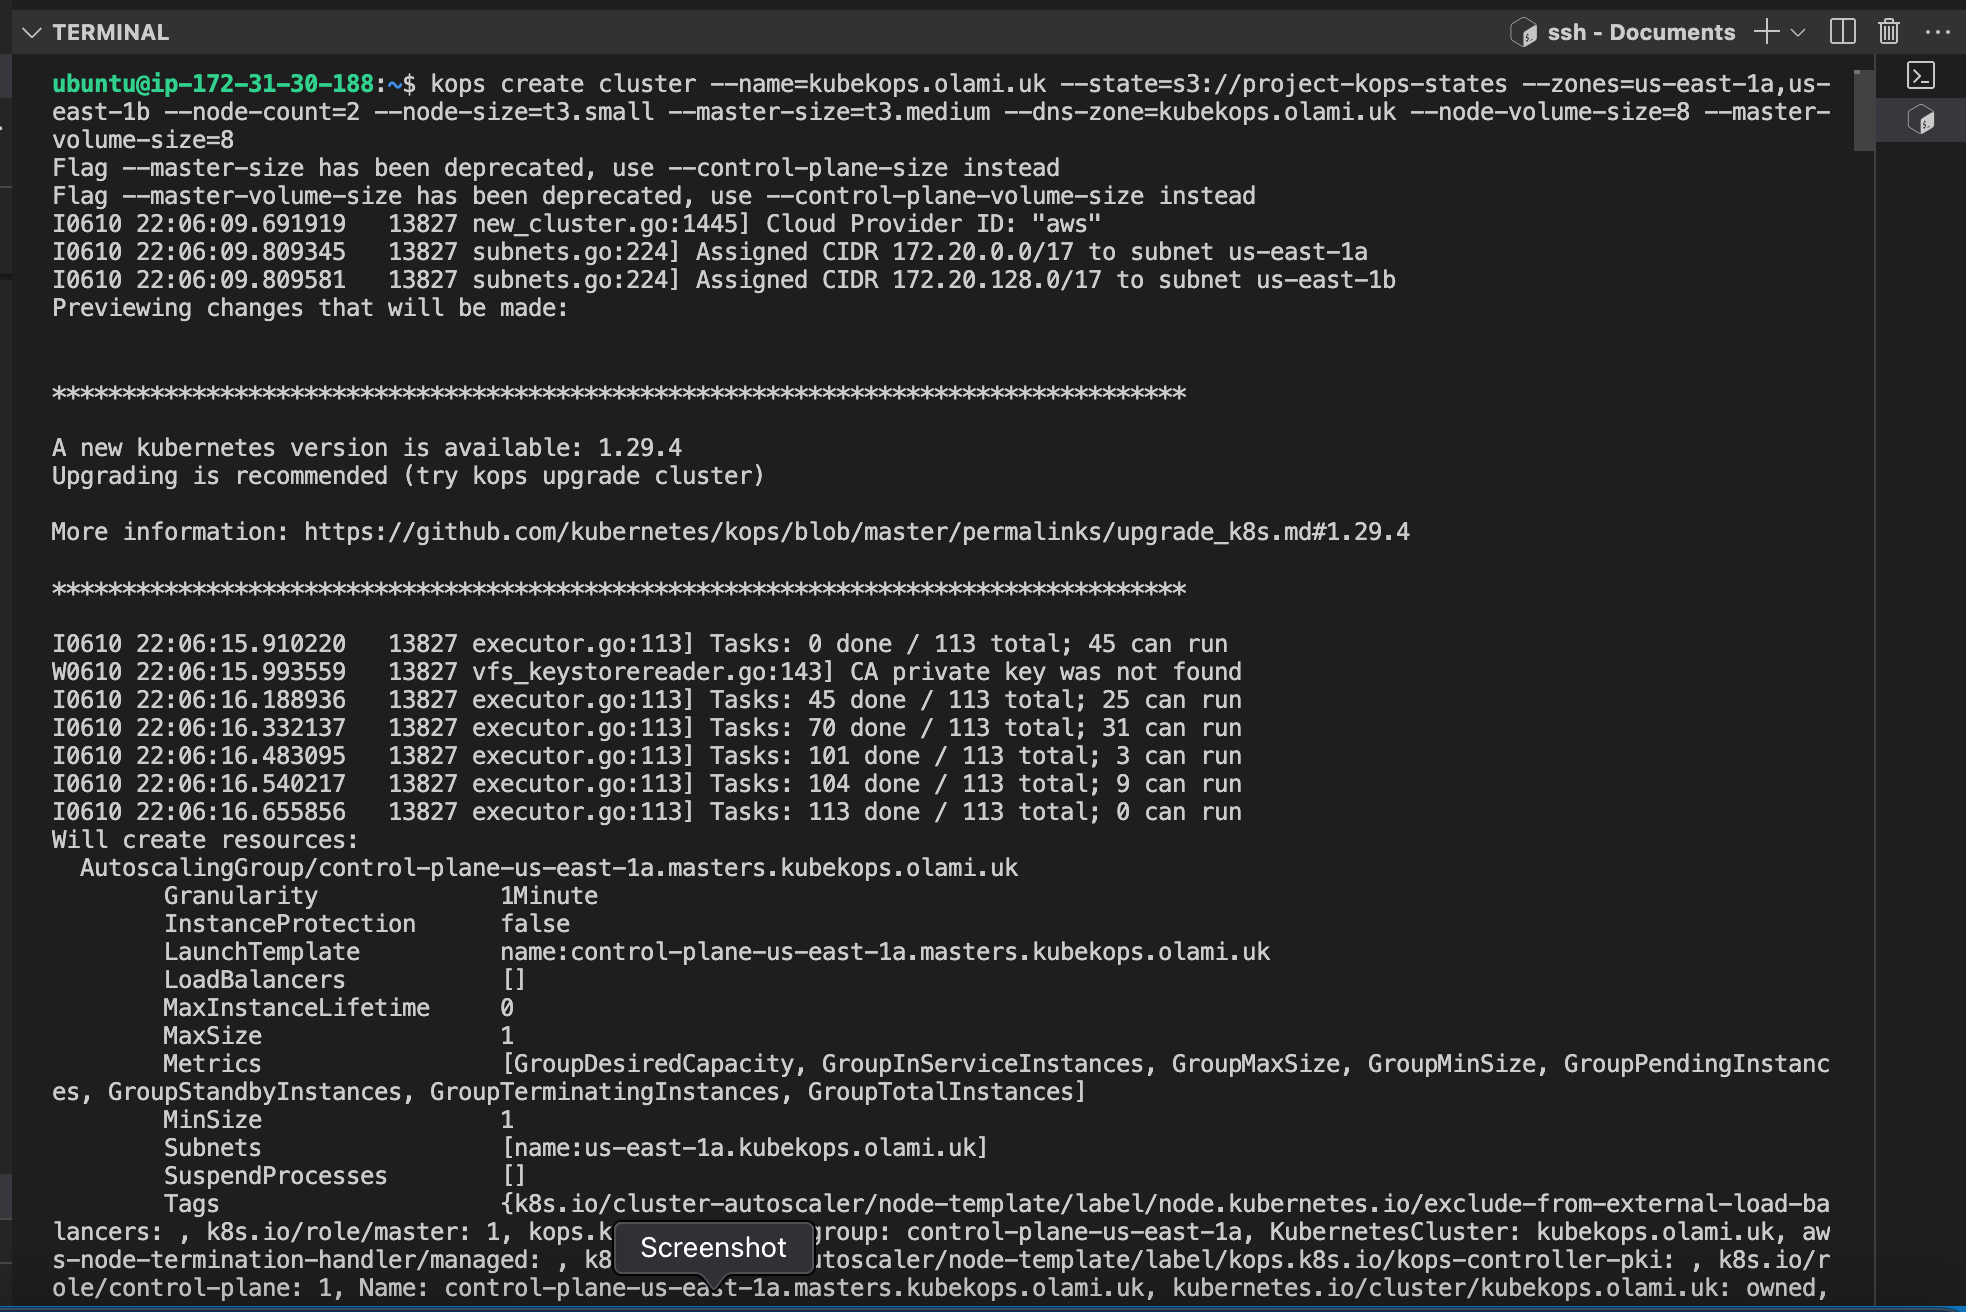 TERMINAL
ssh - Documents
ubuntu@ip-172-31-30-188:~$ kops create cluster --name=kubekops.olami.uk --state=s3://project-kops-states --zones=us-east-1a,us-
east-1b --node-count=2 --node-size=t3.small --master-size=t3.medium --dns-zone=kubekops.olami.uk --node-volume-size=8 --master-
volume-size=8
Flag --master-size has been deprecated, use --control-plane-size instead
Flag --master-volume-size has been deprecated, use --control-plane-volume-size instead
I0610 22:06:09.691919   13827 new_cluster.go:1445] Cloud Provider ID: "aws"
I0610 22:06:09.809345   13827 subnets.go:224] Assigned CIDR 172.20.0.0/17 to subnet us-east-1a
I0610 22:06:09.809581   13827 subnets.go:224] Assigned CIDR 172.20.128.0/17 to subnet us-east-1b
Previewing changes that will be made:
*********************************************************************************
A new kubernetes version is available: 1.29.4
Upgrading is recommended (try kops upgrade cluster)
More information: https://github.com/kubernetes/kops/blob/master/permalinks/upgrade_k8s.md#1.29.4
*********************************************************************************
I0610 22:06:15.910220   13827 executor.go:113] Tasks: 0 done / 113 total; 45 can run
W0610 22:06:15.993559   13827 vfs_keystorereader.go:143] CA private key was not found
I0610 22:06:16.188936   13827 executor.go:113] Tasks: 45 done / 113 total; 25 can run
I0610 22:06:16.332137   13827 executor.go:113] Tasks: 70 done / 113 total; 31 can run
I0610 22:06:16.483095   13827 executor.go:113] Tasks: 101 done / 113 total; 3 can run
I0610 22:06:16.540217   13827 executor.go:113] Tasks: 104 done / 113 total; 9 can run
I0610 22:06:16.655856   13827 executor.go:113] Tasks: 113 done / 113 total; 0 can run
Will create resources:
  AutoscalingGroup/control-plane-us-east-1a.masters.kubekops.olami.uk
        Granularity             1Minute
        InstanceProtection      false
        LaunchTemplate          name:control-plane-us-east-1a.masters.kubekops.olami.uk
        LoadBalancers           []
        MaxInstanceLifetime     0
        MaxSize                 1
        Metrics                 [GroupDesiredCapacity, GroupInServiceInstances, GroupMaxSize, GroupMinSize, GroupPendingInstanc
es, GroupStandbyInstances, GroupTerminatingInstances, GroupTotalInstances]
        MinSize                 1
        Subnets                 [name:us-east-1a.kubekops.olami.uk]
        SuspendProcesses        []
        Tags                    {k8s.io/cluster-autoscaler/node-template/label/node.kubernetes.io/exclude-from-external-load-ba
lancers: , k8s.io/role/master: 1, kops.k group: control-plane-us-east-1a, KubernetesCluster: kubekops.olami.uk, aw
s-node-termination-handler/managed: , k8 toscaler/node-template/label/kops.k8s.io/kops-controller-pki: , k8s.io/r
ole/control-plane: 1, Name: control-plane-us-east-1a.masters.kubekops.olami.uk, kubernetes.io/cluster/kubekops.olami.uk: owned,
Screenshot